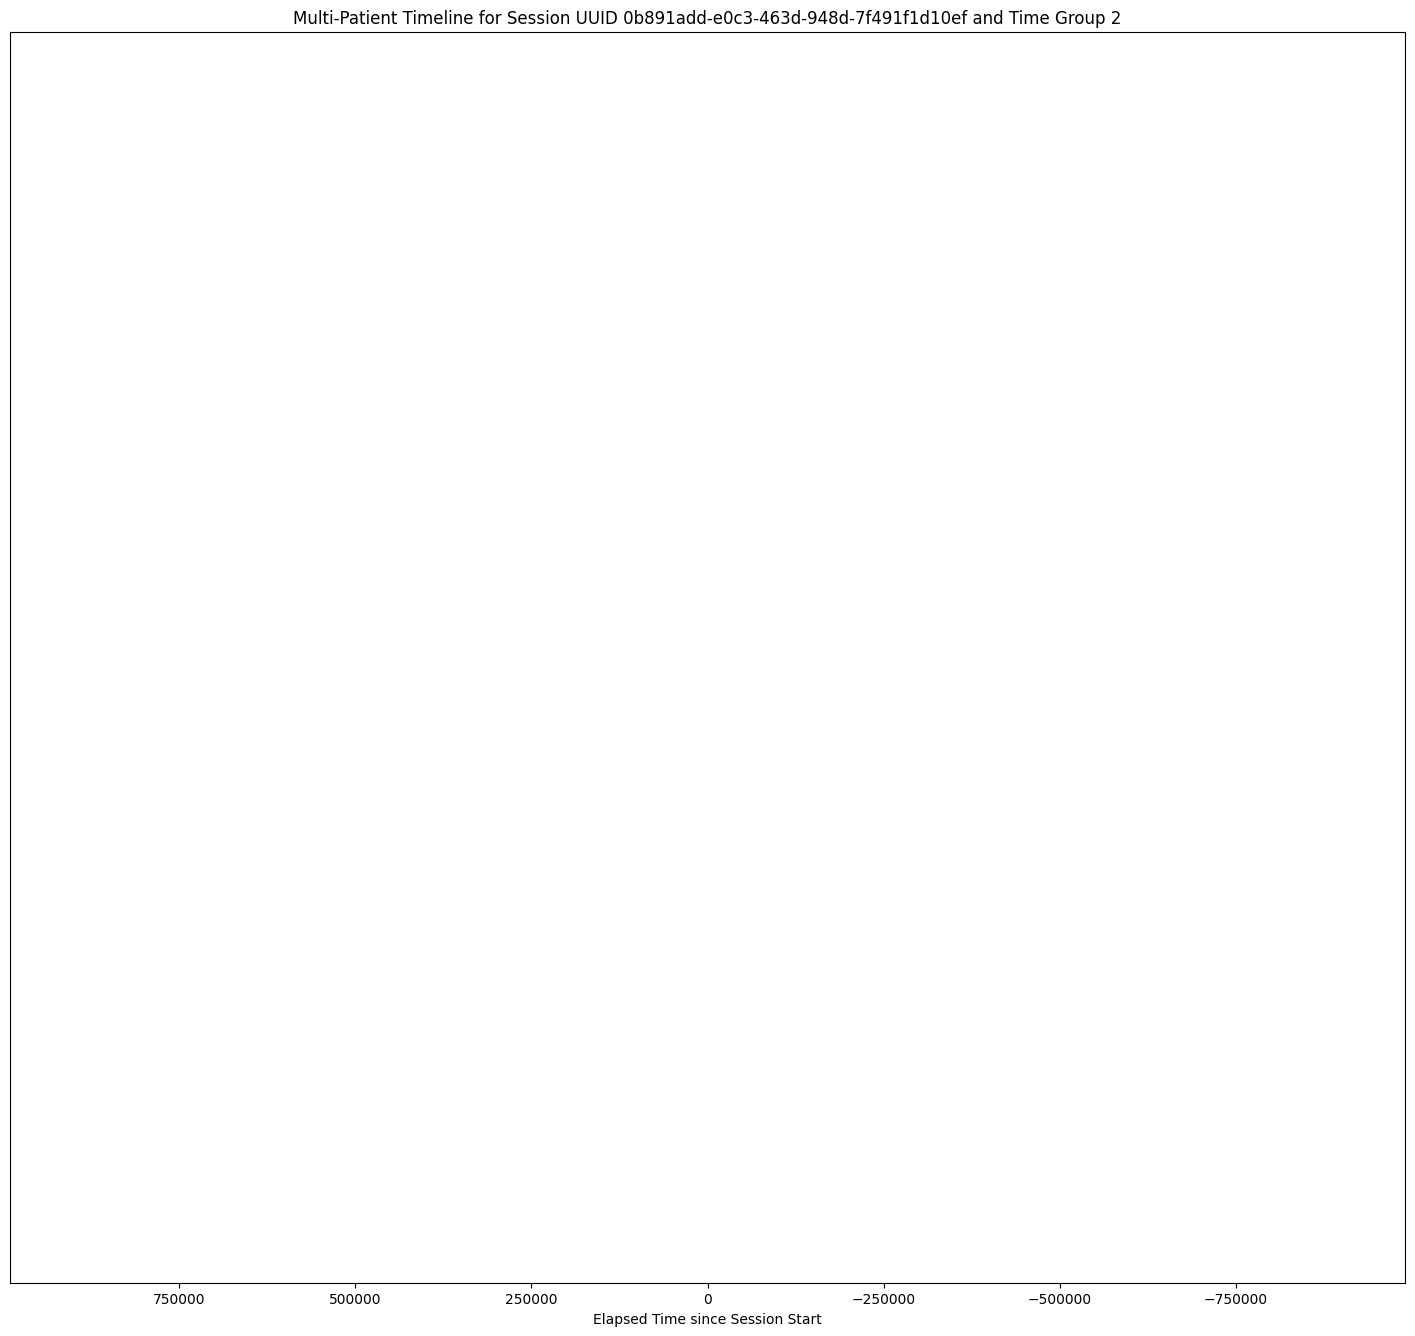 Multi-Patient Timeline for Session UUID 0b891add-e0c3-463d-948d-7f491f1d10ef and Time Group 2
750000 500000 250000 0 −250000 −500000 −750000
Elapsed Time since Session Start